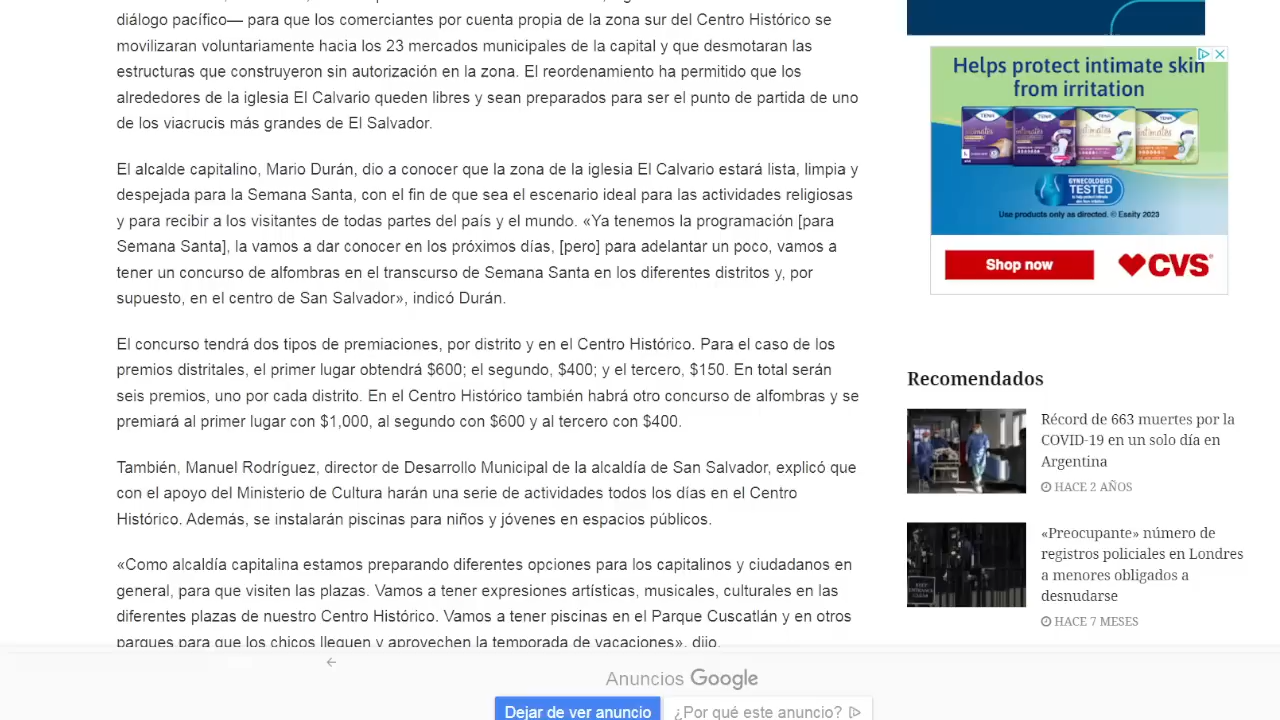 diálogo pacífico— para que los comerciantes por cuenta propia de la zona sur del Centro Histórico se
movilizaran voluntariamente hacia los 23 mercados municipales de la capital y que desmotaran las
estructuras que construyeron sin autorización en la zona. El reordenamiento ha permitido que los
alrededores de la iglesia El Calvario queden libres y sean preparados para ser el punto de partida de uno
de los viacrucis más grandes de El Salvador.
El alcalde capitalino, Mario Durán, dio a conocer que la zona de la iglesia El Calvario estará lista, limpia y
despejada para la Semana Santa, con el fin de que sea el escenario ideal para las actividades religiosas
y para recibir a los visitantes de todas partes del país y el mundo. «Ya tenemos la programación [para
Semana Santa], la vamos a dar conocer en los próximos días, [pero] para adelantar un poco, vamos a
tener un concurso de alfombras en el transcurso de Semana Santa en los diferentes distritos y, por
supuesto, en el centro de San Salvador», indicó Durán.
El concurso tendrá dos tipos de premiaciones, por distrito y en el Centro Histórico. Para el caso de los
premios distritales, el primer lugar obtendrá $600; el segundo, $400; y el tercero, $150. En total serán
seis premios, uno por cada distrito. En el Centro Histórico también habrá otro concurso de alfombras y se
premiará al primer lugar con $1,000, al segundo con $600 y al tercero con $400.
También, Manuel Rodríguez, director de Desarrollo Municipal de la alcaldía de San Salvador, explicó que
con el apoyo del Ministerio de Cultura harán una serie de actividades todos los días en el Centro
Histórico. Además, se instalarán piscinas para niños y jóvenes en espacios públicos.
«Como alcaldía capitalina estamos preparando diferentes opciones para los capitalinos y ciudadanos en
general, para que visiten las plazas. Vamos a tener expresiones artísticas, musicales, culturales en las
diferentes plazas de nuestro Centro Histórico. Vamos a tener piscinas en el Parque Cuscatlán y en otros
parques para que los chicos lleguen y aprovechen la temporada de vacaciones», dijo.
Helps protect intimate skin
from irritation
TENA TENA TENA TENA
intimates
GYNECOLOGIST
TESTED
Use products only as directed. © Essity 2023
Shop now
CVS
Recomendados
Récord de 663 muertes por la
COVID-19 en un solo día en
Argentina
HACE 2 AÑOS
«Preocupante» número de
registros policiales en Londres
a menores obligados a
desnudarse
HACE 7 MESES
Anuncios Google
Dejar de ver anuncio
¿Por qué este anuncio?